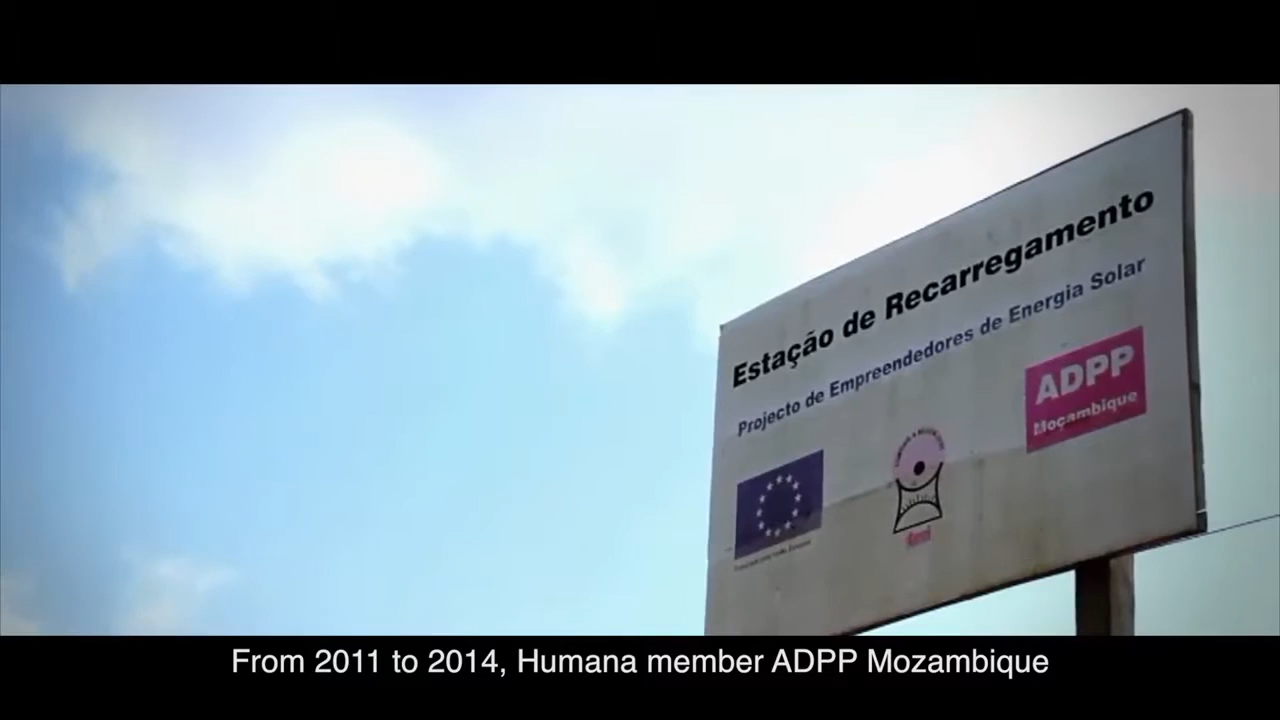 Estação de Recarregamento
Projecto de Empreendedores de Energia Solar
ADPP
Moçambique
From 2011 to 2014, Humana member ADPP Mozambique